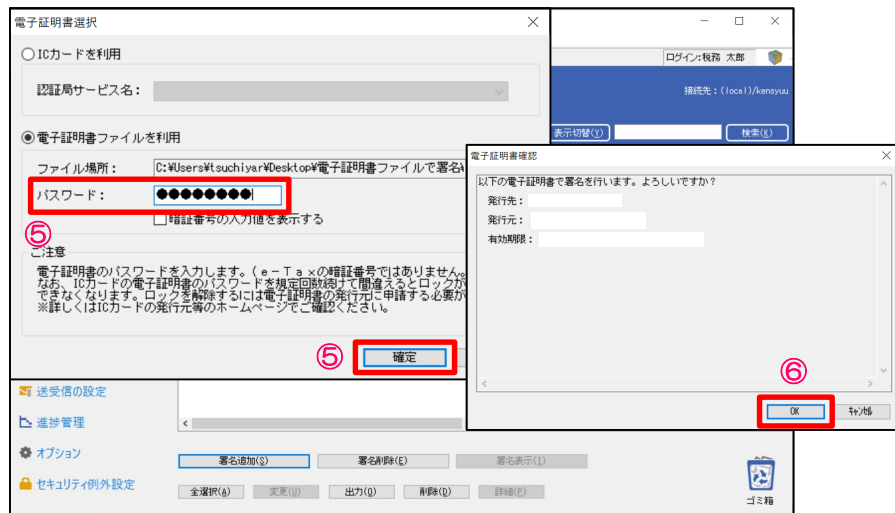 電子証明書選択
ICカードを利用
認証局サービス名：
電子証明書ファイルを利用
ファイル場所：
C:¥Users¥tsuchiyar¥Desktop¥電子証明書ファイルで署名¥
パスワード：
●●●●●●●●
暗証番号の入力値を表示する
⑤
ご注意
電子証明書のパスワードを入力します。(ｅ－Ｔａｘの暗証番号ではありません。
なお、ICカードの電子証明書のパスワードを規定回数続けて間違えるとロックが
できなくなります。ロックを解除するには電子証明書の発行元に申請する必要が
※詳しくはICカードの発行元等のホームページでご確認ください。
⑤
確定
ログイン:税務 太郎
接続先：(local)/kensyuu
表示切替(Y)
検索(K)
電子証明書確認
以下の電子証明書で署名を行います。よろしいですか？
発行先：
発行元：
有効期限：
⑥
OK
ｷｬﾝｾﾙ
送受信の設定
進捗管理
オプション
セキュリティ例外設定
署名追加(S)
署名削除(E)
署名表示(I)
全選択(A)
変更(U)
出力(O)
削除(D)
詳細(P)
ゴミ箱